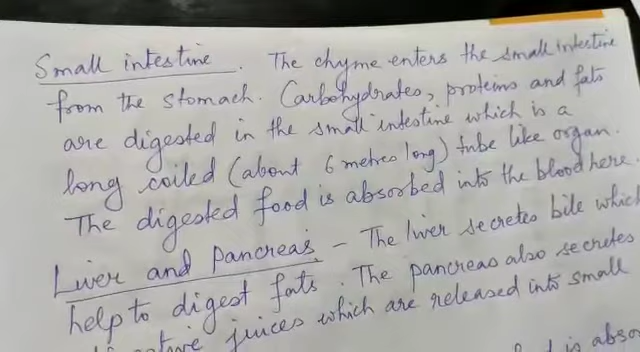 Small intestine. The chyme enters the small intestine
from the stomach. Carbohydrates, proteins and fats
are digested in the small intestine which is a
long coiled (about 6 metres long) tube like organ.
The digested food is absorbed into the blood here.
Liver and Pancreas - The liver secretes bile which
help to digest fats. The pancreas also secretes
juices which are released into small
is abso